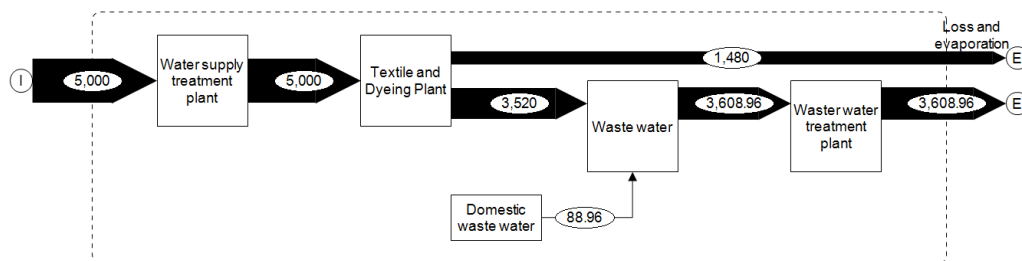 Loss and
evaporation
I
5,000
Water supply
treatment
plant
5,000
Textile and
Dyeing Plant
1,480
E
3,520
Waste water
3,608.96
Waster water
treatment
plant
3,608.96
E
Domestic
waste water
88.96